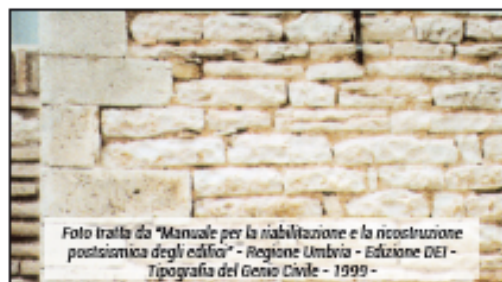 Foto tratta da "Manuale per la riabilitazione e la ricostruzione
postsismica degli edifici" - Regione Umbria - Edizione DEI -
Tipografia del Genio Civile - 1999 -